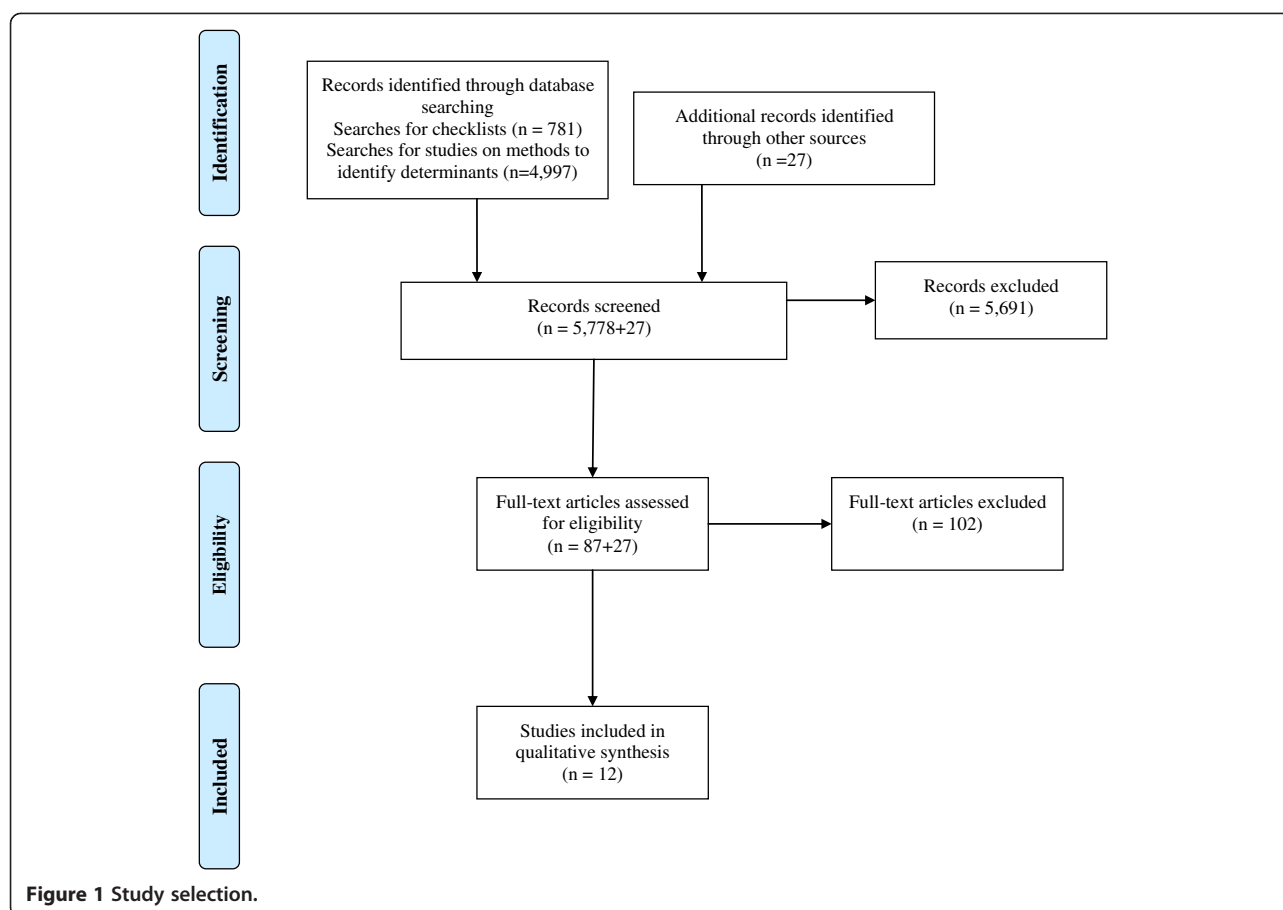 Identification
Records identified through database
searching
Searches for checklists (n = 781)
Searches for studies on methods to
identify determinants (n=4,997)
Additional records identified
through other sources
(n =27)
Screening
Records screened
(n = 5,778+27)
Records excluded
(n = 5,691)
Eligibility
Full-text articles assessed
for eligibility
(n = 87+27)
Full-text articles excluded
(n = 102)
Included
Studies included in
qualitative synthesis
(n = 12)
Figure 1 Study selection.